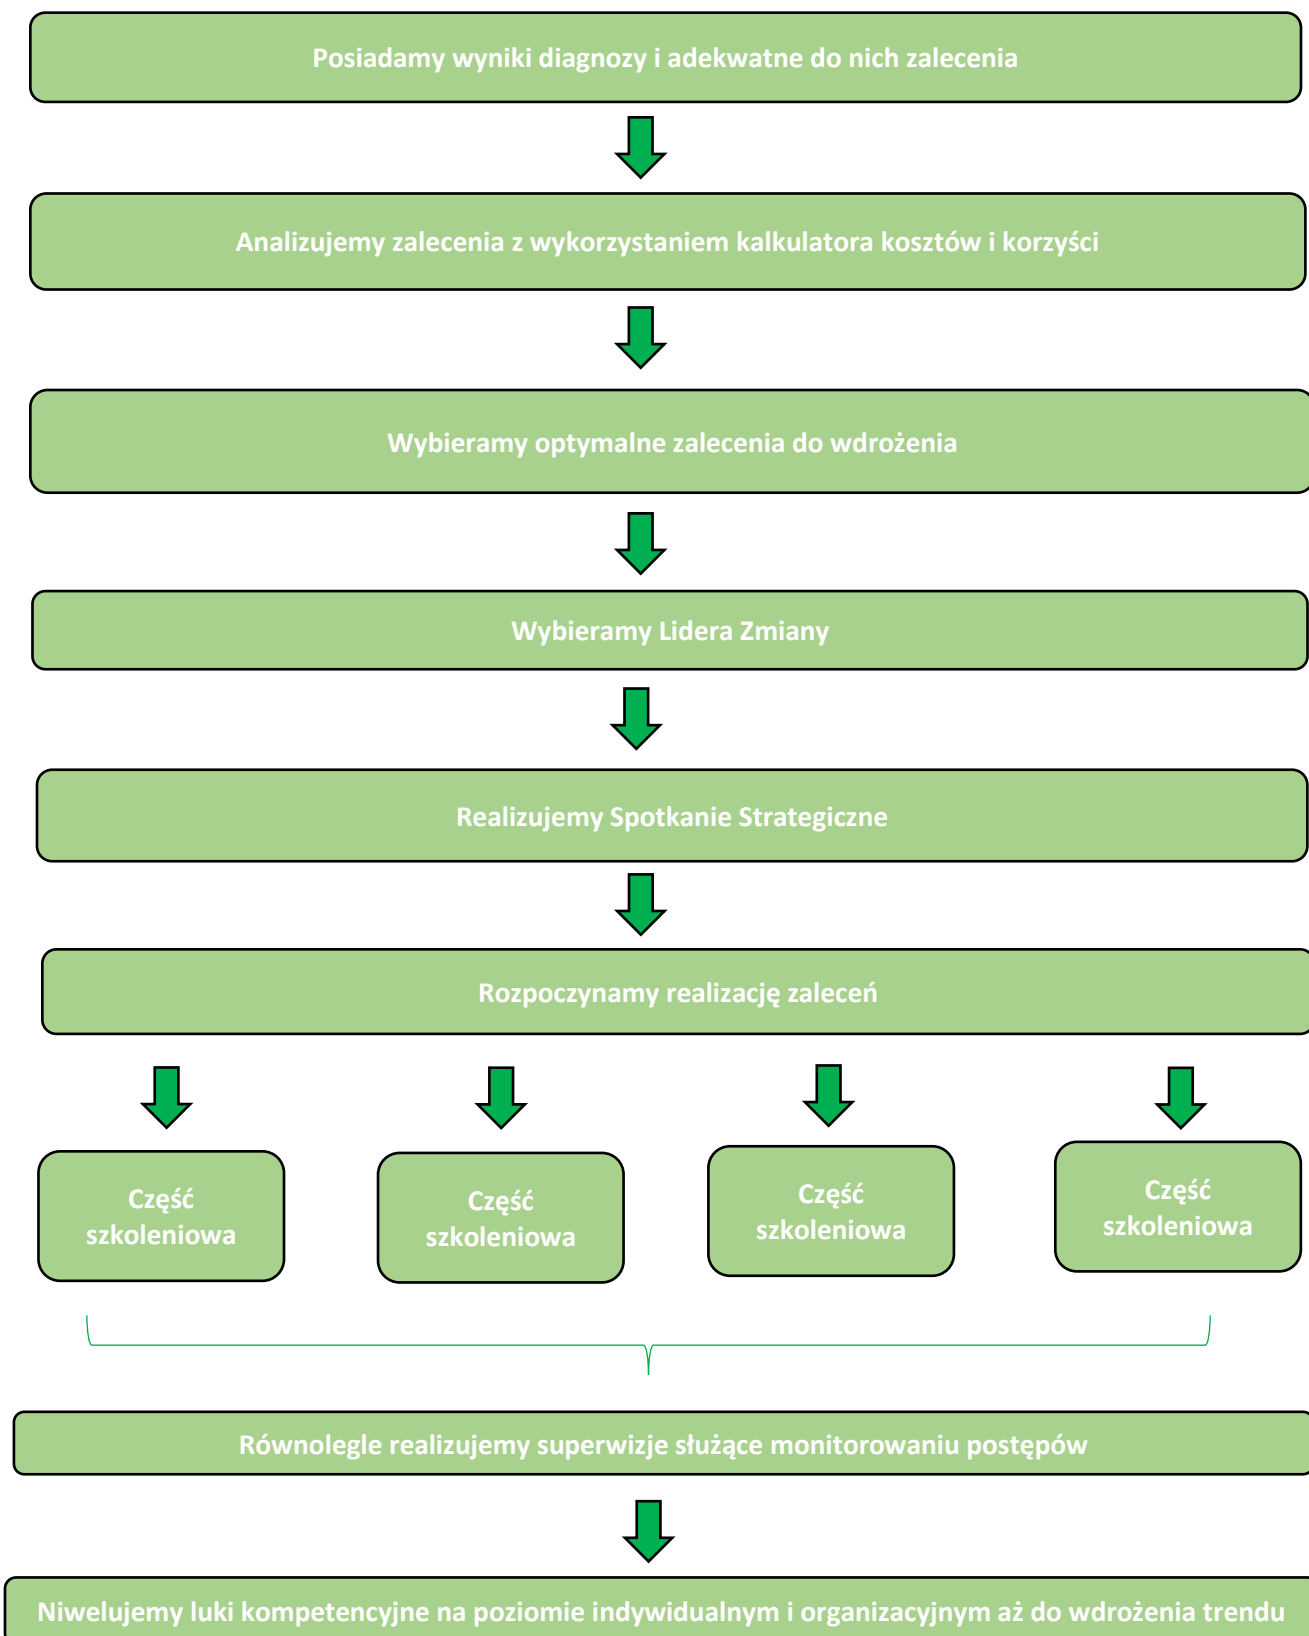 Posiadamy wyniki diagnozy i adekwatne do nich zalecenia
Analizujemy zalecenia z wykorzystaniem kalkulatora kosztów i korzyści
Wybieramy optymalne zalecenia do wdrożenia
Wybieramy Lidera Zmiany
Realizujemy Spotkanie Strategiczne
Rozpoczynamy realizację zaleceń
Część
szkoleniowa
Część
szkoleniowa
Część
szkoleniowa
Część
szkoleniowa
Równolegle realizujemy superwizje służące monitorowaniu postępów
Niwelujemy luki kompetencyjne na poziomie indywidualnym i organizacyjnym aż do wdrożenia trendu